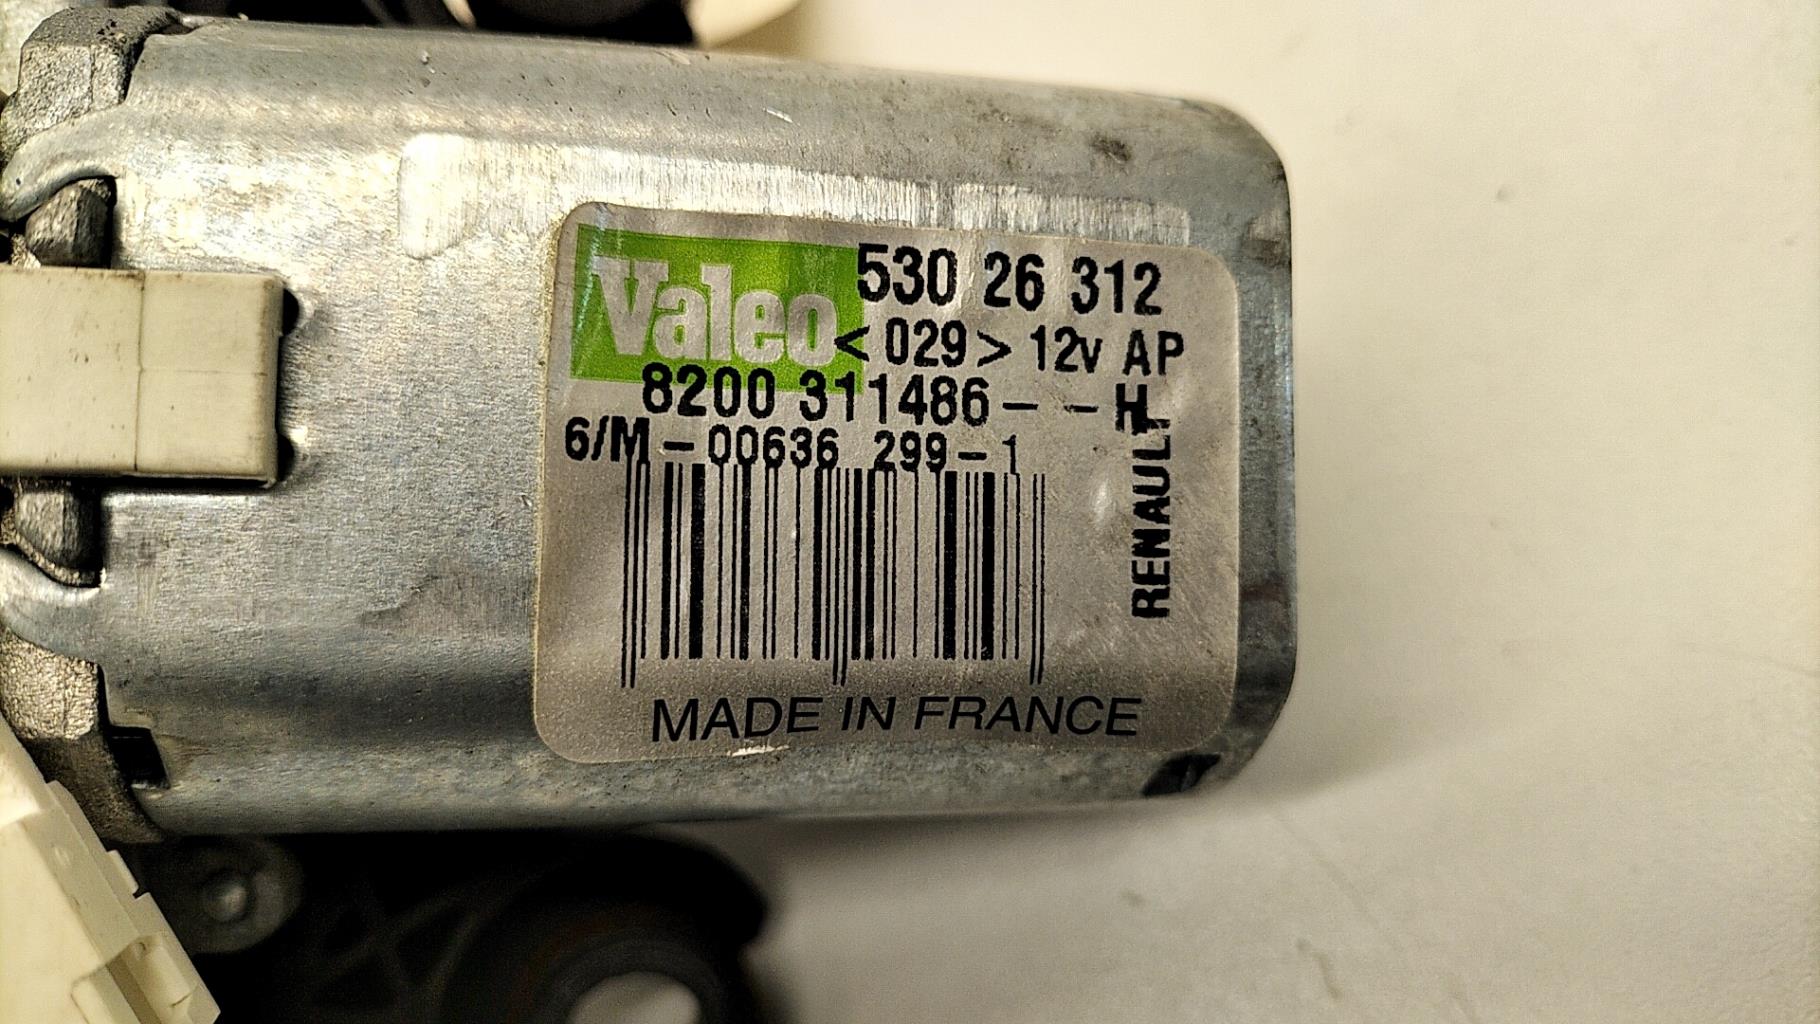 Valeo
530 26 312
<029> 12v AP
8200 311486 - - H
6/M - 00636 299 - 1
RENAULT
MADE IN FRANCE